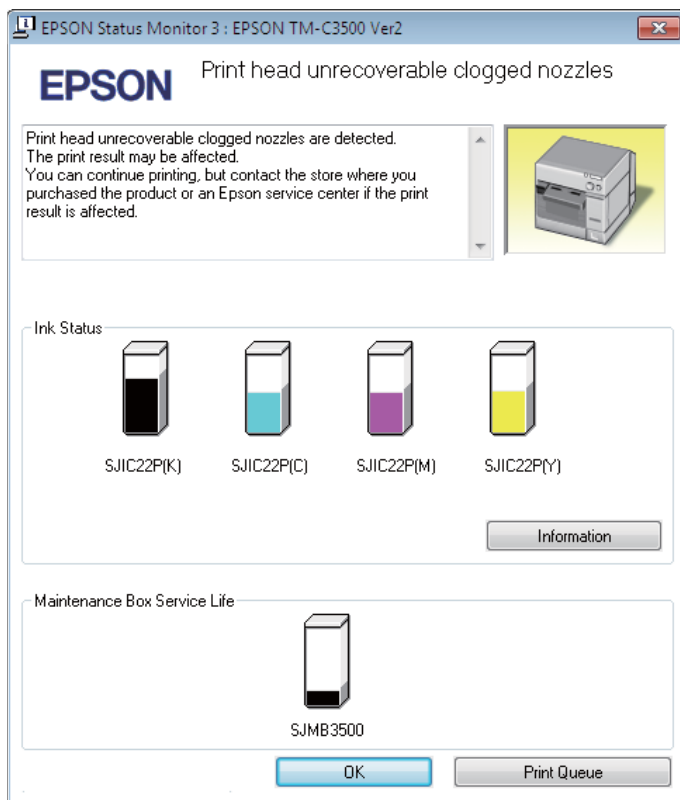 EPSON Status Monitor 3 : EPSON TM-C3500 Ver2
EPSON
Print head unrecoverable clogged nozzles
Print head unrecoverable clogged nozzles are detected.
The print result may be affected.
You can continue printing, but contact the store where you
purchased the product or an Epson service center if the print
result is affected.
Ink Status
SJIC22P(K) SJIC22P(C) SJIC22P(M) SJIC22P(Y)
Information
Maintenance Box Service Life
SJMB3500
OK Print Queue